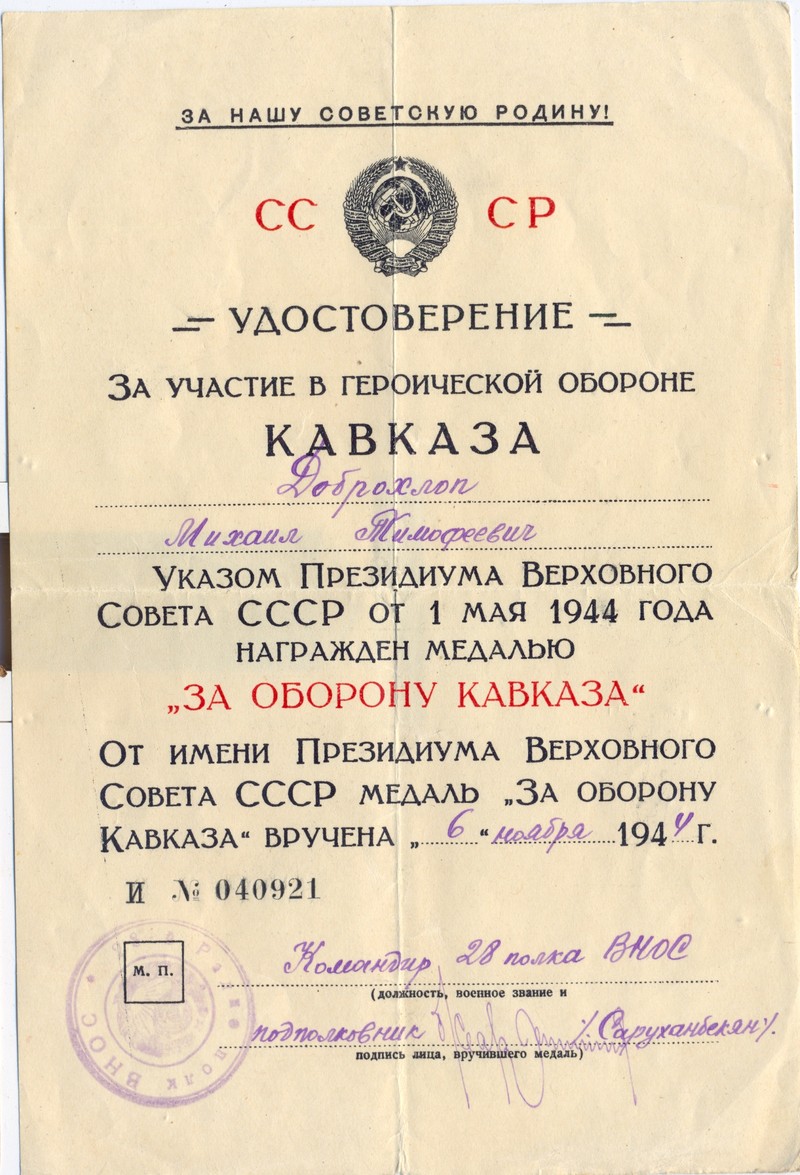 ЗА НАШУ СОВЕТСКУЮ РОДИНУ!
СС СР
УДОСТОВЕРЕНИЕ
ЗА УЧАСТИЕ В ГЕРОИЧЕСКОЙ ОБОРОНЕ
КАВКАЗА
Доброхлоп
Михаил Тимофеевич
УКАЗОМ ПРЕЗИДИУМА ВЕРХОВНОГО
СОВЕТА СССР ОТ 1 МАЯ 1944 ГОДА
НАГРАЖДЕН МЕДАЛЬЮ
„ЗА ОБОРОНУ КАВКАЗА“
ОТ ИМЕНИ ПРЕЗИДИУМА ВЕРХОВНОГО
СОВЕТА СССР МЕДАЛЬ „ЗА ОБОРОНУ
КАВКАЗА“ ВРУЧЕНА „6“ ноября 1944 Г.
И № 040921
М. П.
Командир 28 полка ВНОС
(должность, военное звание и
подполковник /Саруханбекян/.
подпись лица, вручившего медаль)
полк ВНОС